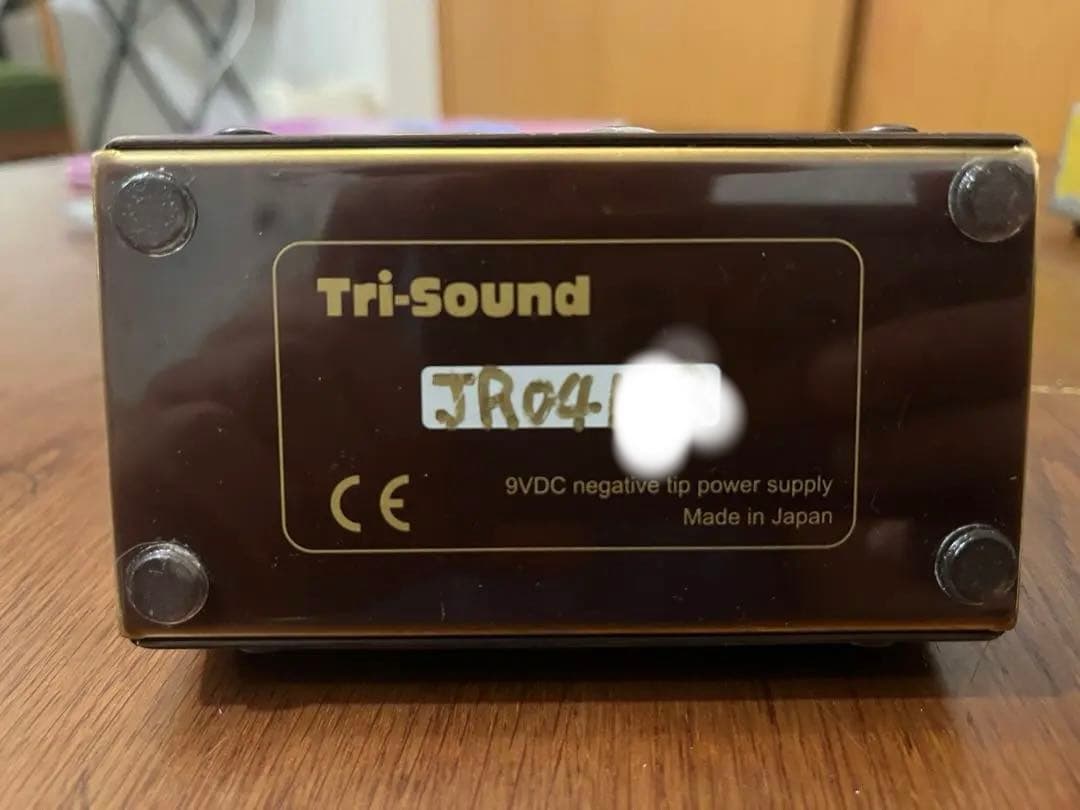 Tri-Sound
JR04
CE
9VDC negative tip power supply
Made in Japan